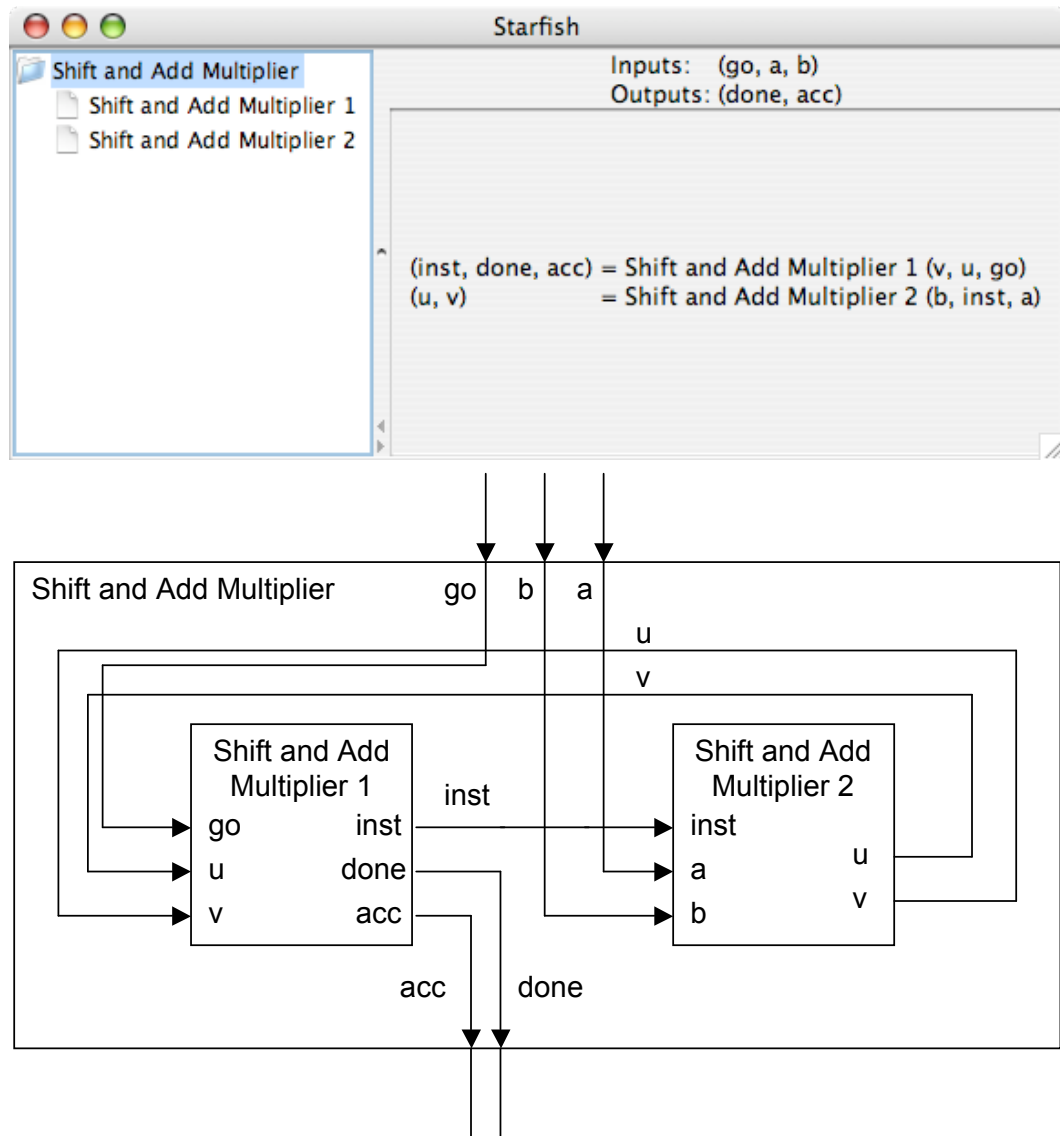 Starfish
Shift and Add Multiplier
Shift and Add Multiplier 1
Shift and Add Multiplier 2
Inputs: (go, a, b)
Outputs: (done, acc)
(inst, done, acc) = Shift and Add Multiplier 1 (v, u, go)
(u, v) = Shift and Add Multiplier 2 (b, inst, a)
Shift and Add Multiplier go b a
u
v
Shift and Add
Multiplier 1
go inst
u done
v acc
inst
Shift and Add
Multiplier 2
inst
a u
b v
acc done